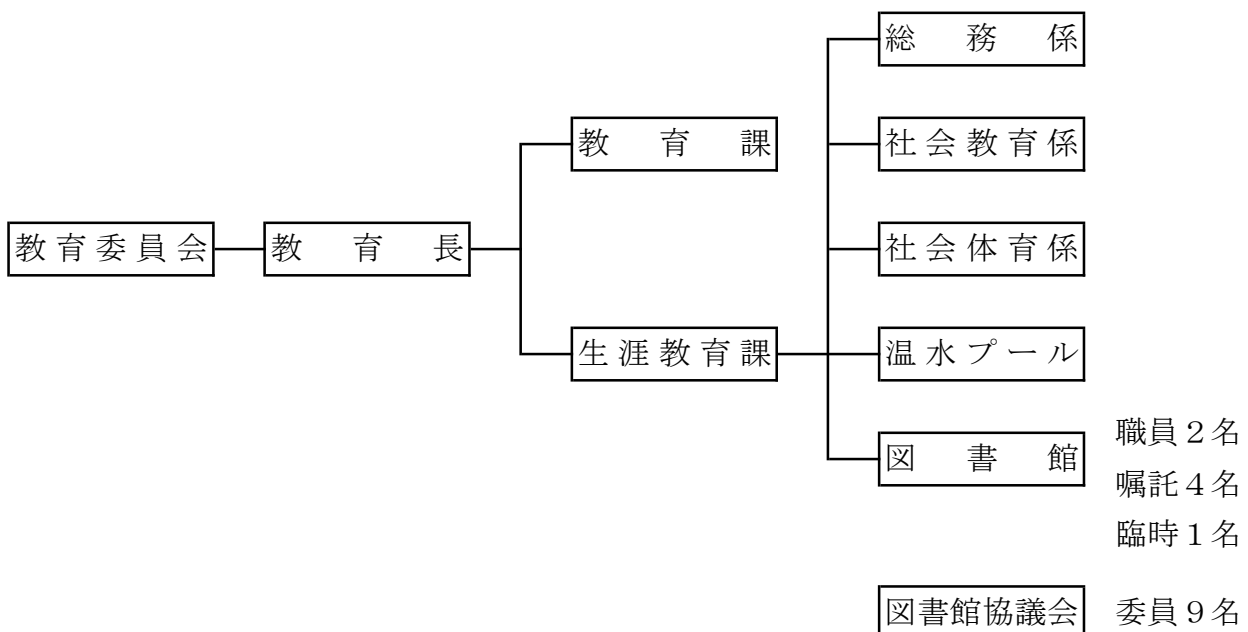 総務係
教育課
社会教育係
教育委員会
教育長
社会体育係
生涯教育課
温水プール
図書館
職員２名
嘱託４名
臨時１名
図書館協議会
委員９名